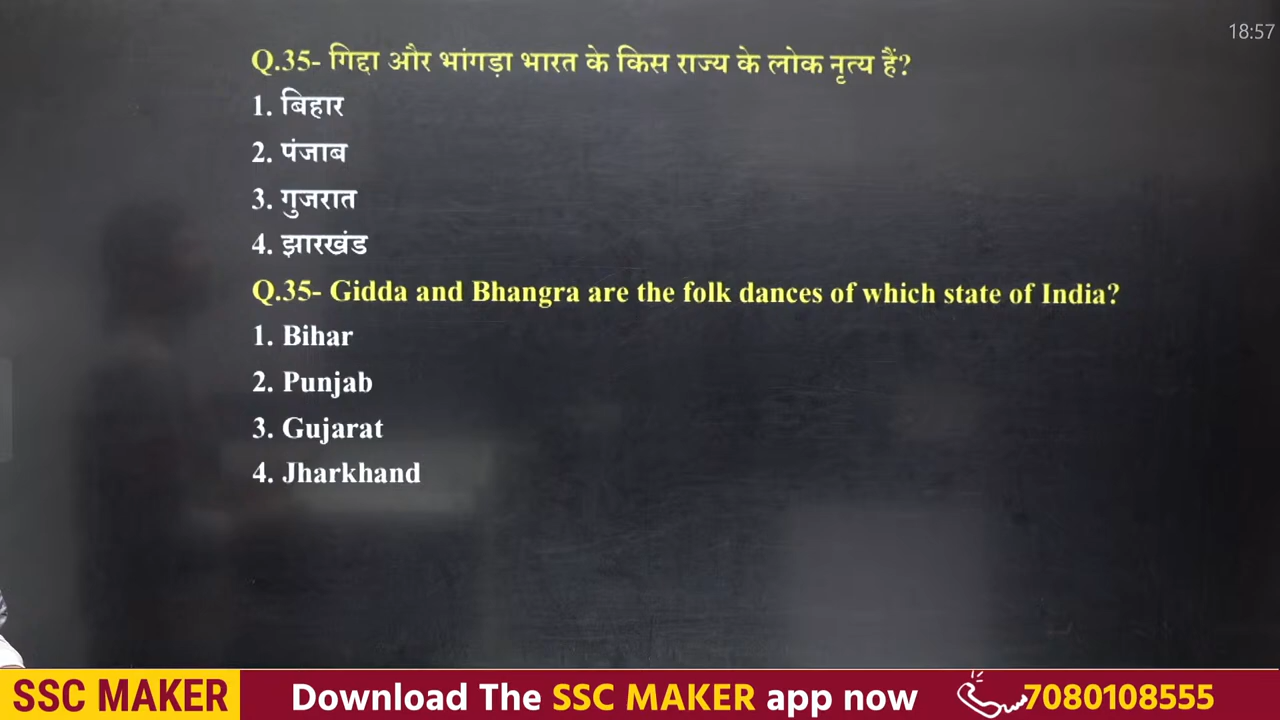 18:57
Q.35- गिद्दा और भांगड़ा भारत के किस राज्य के लोक नृत्य हैं?
1. बिहार
2. पंजाब
3. गुजरात
4. झारखंड
Q.35- Gidda and Bhangra are the folk dances of which state of India?
1. Bihar
2. Punjab
3. Gujarat
4. Jharkhand
SSC MAKER Download The SSC MAKER app now 7080108555